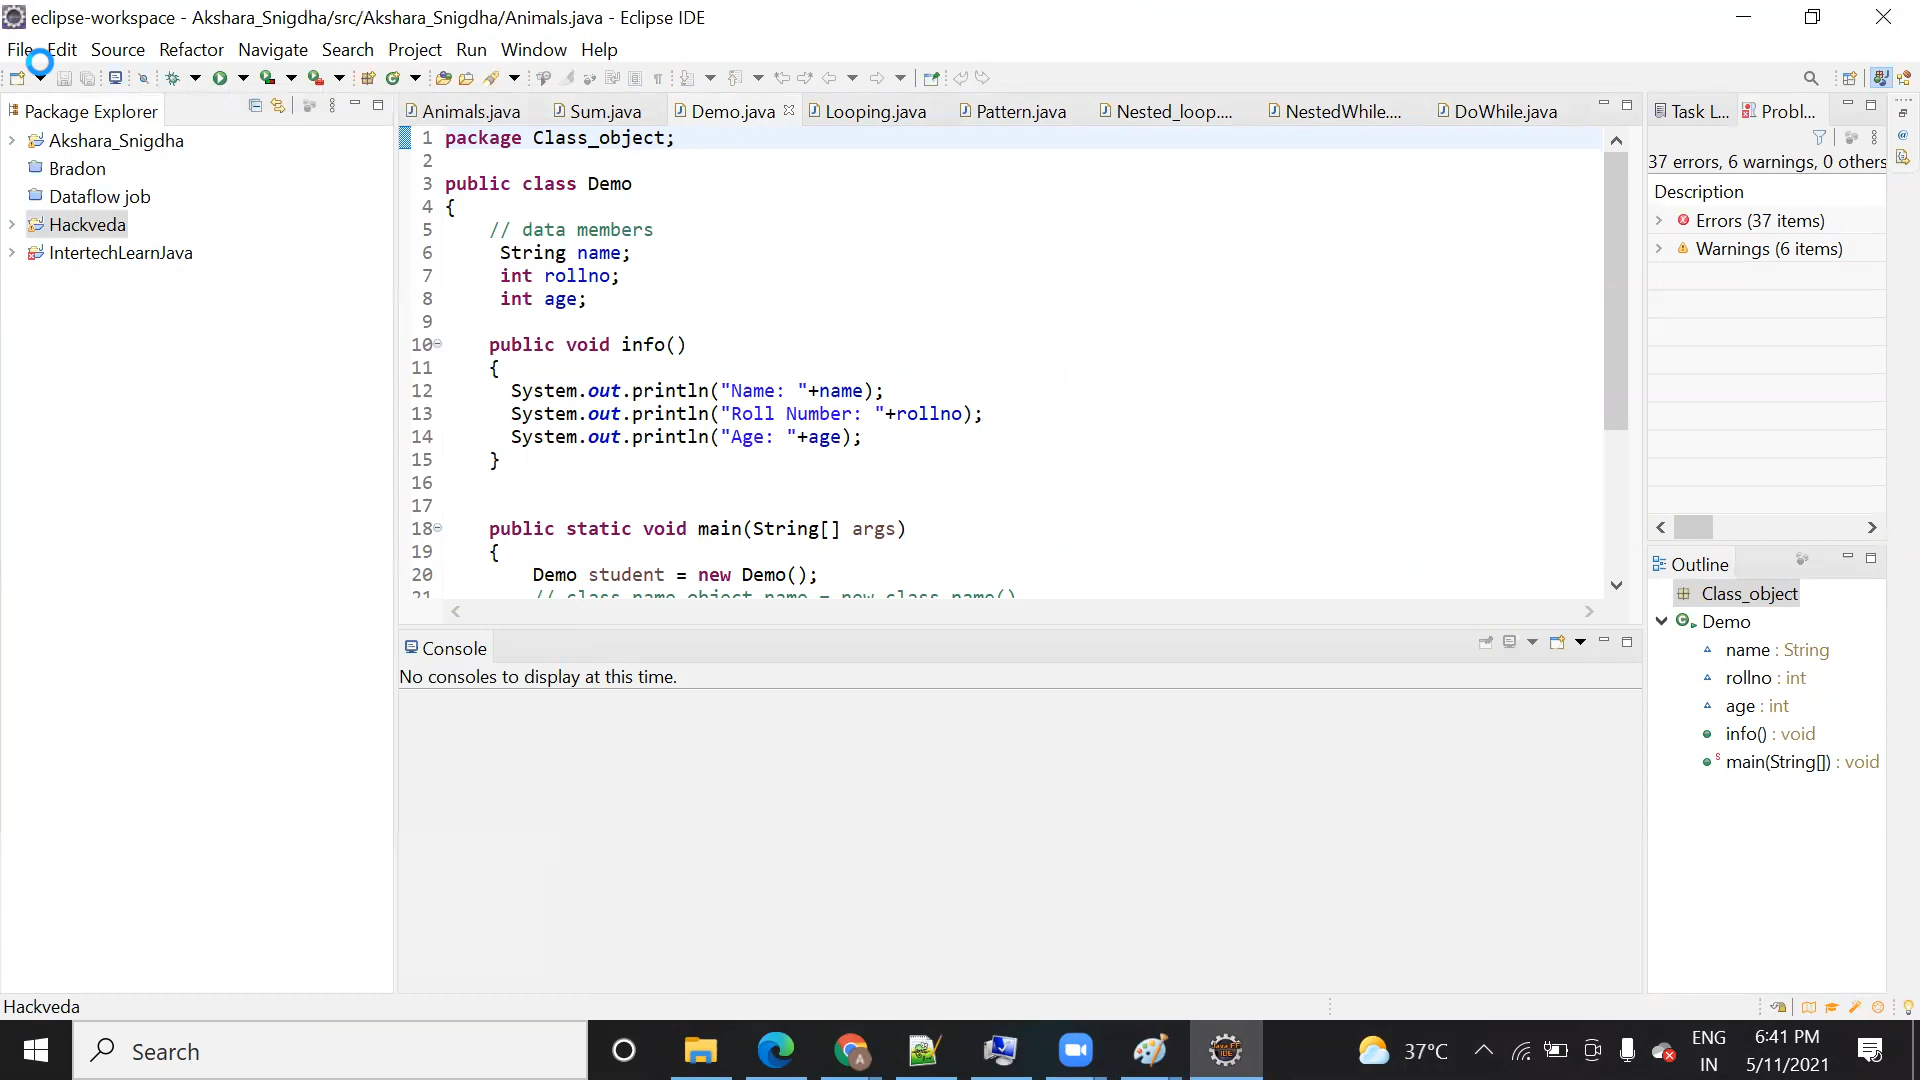 eclipse-workspace - Akshara_Snigdha/src/Akshara_Snigdha/Animals.java - Eclipse IDE
File Edit Source Refactor Navigate Search Project Run Window Help
Package Explorer
Akshara_Snigdha
Bradon
Dataflow job
Hackveda
IntertechLearnJava
Animals.java Sum.java Demo.java Looping.java Pattern.java Nested_loop.... NestedWhile.... DoWhile.java
1 package Class_object;
2
3 public class Demo
4 {
5 // data members
6 String name;
7 int rollno;
8 int age;
9
10 public void info()
11 {
12 System.out.println("Name: "+name);
13 System.out.println("Roll Number: "+rollno);
14 System.out.println("Age: "+age);
15 }
16
17
18 public static void main(String[] args)
19 {
20 Demo student = new Demo();
21 // class_name object_name = new class_name()
Console
No consoles to display at this time.
Task L... Probl...
37 errors, 6 warnings, 0 others
Description
Errors (37 items)
Warnings (6 items)
Outline
Class_object
Demo
name : String
rollno : int
age : int
info() : void
main(String[]) : void
Hackveda
Search
37°C
ENG
IN
6:41 PM
5/11/2021